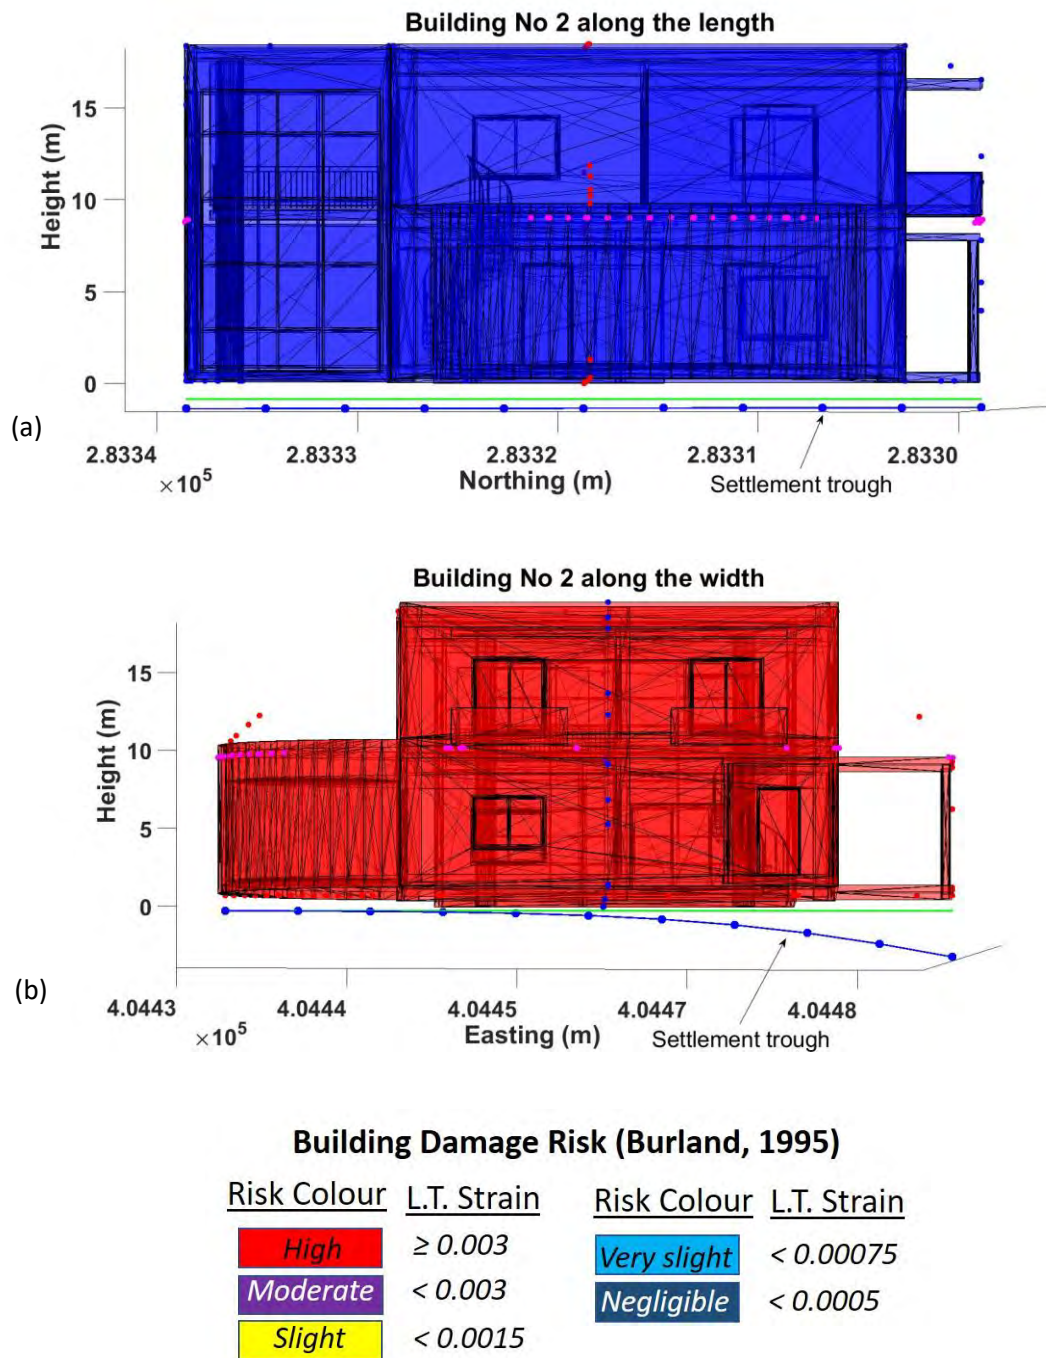 Building No 2 along the length
Height (m)
15
10
5
0
(a)
2.8334 2.8333 2.8332 2.8331 2.8330
×10⁵ Northing (m) Settlement trough
Building No 2 along the width
Height (m)
15
10
5
0
(b)
4.0443 4.0444 4.0445 4.0447 4.0448
×10⁵ Easting (m) Settlement trough
Building Damage Risk (Burland, 1995)
Risk Colour L.T. Strain Risk Colour L.T. Strain
High ≥ 0.003 Very slight < 0.00075
Moderate < 0.003 Negligible < 0.0005
Slight < 0.0015